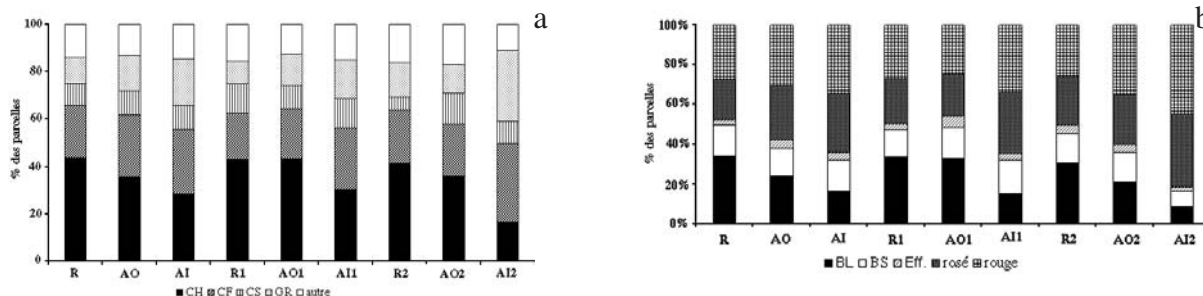 a
% des parcelles
100
80
60
40
20
0
R AO AI R1 AO1 AI1 R2 AO2 AI2
CH CF CS GR autre
b
% des parcelles
100%
80%
60%
40%
20%
0%
R AO AI R1 AO1 AI1 R2 AO2 AI2
BL BS Eff. rosé rouge